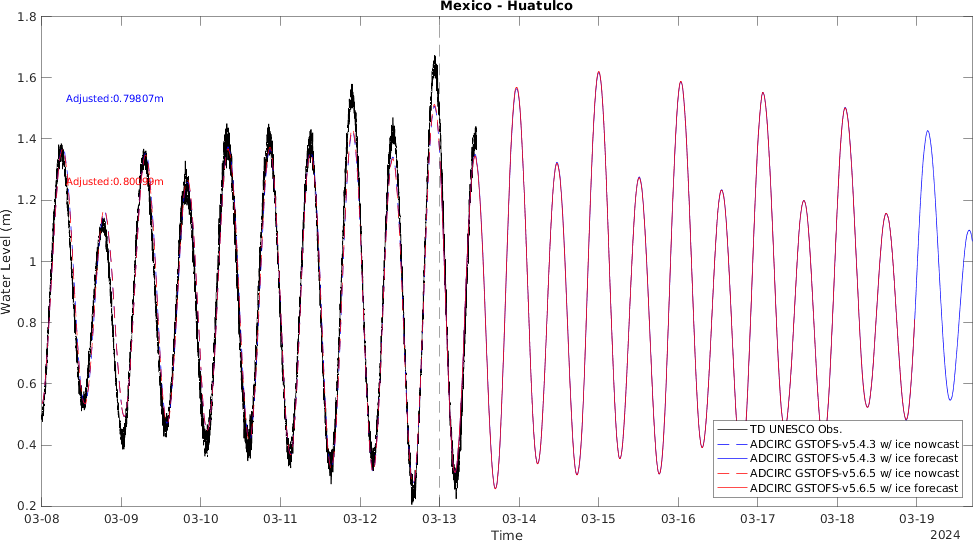 Mexico - Huatulco
1.8
1.6
1.4
1.2
1
0.8
0.6
0.4
0.2
Water Level (m)
Adjusted:0.79807m
Adjusted:0.80099m
TD UNESCO Obs.
ADCIRC GSTOFS-v5.4.3 w/ ice nowcast
ADCIRC GSTOFS-v5.4.3 w/ ice forecast
ADCIRC GSTOFS-v5.6.5 w/ ice nowcast
ADCIRC GSTOFS-v5.6.5 w/ ice forecast
03-08 03-09 03-10 03-11 03-12 03-13 03-14 03-15 03-16 03-17 03-18 03-19
Time
2024